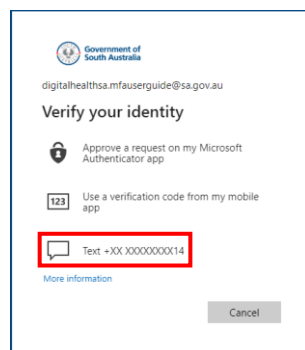 Government of
South Australia
digitalhealthsa.mfauserguide@sa.gov.au
Verify your identity
Approve a request on my Microsoft
Authenticator app
123
Use a verification code from my mobile
app
Text +XX XXXXXXXX14
More information
Cancel